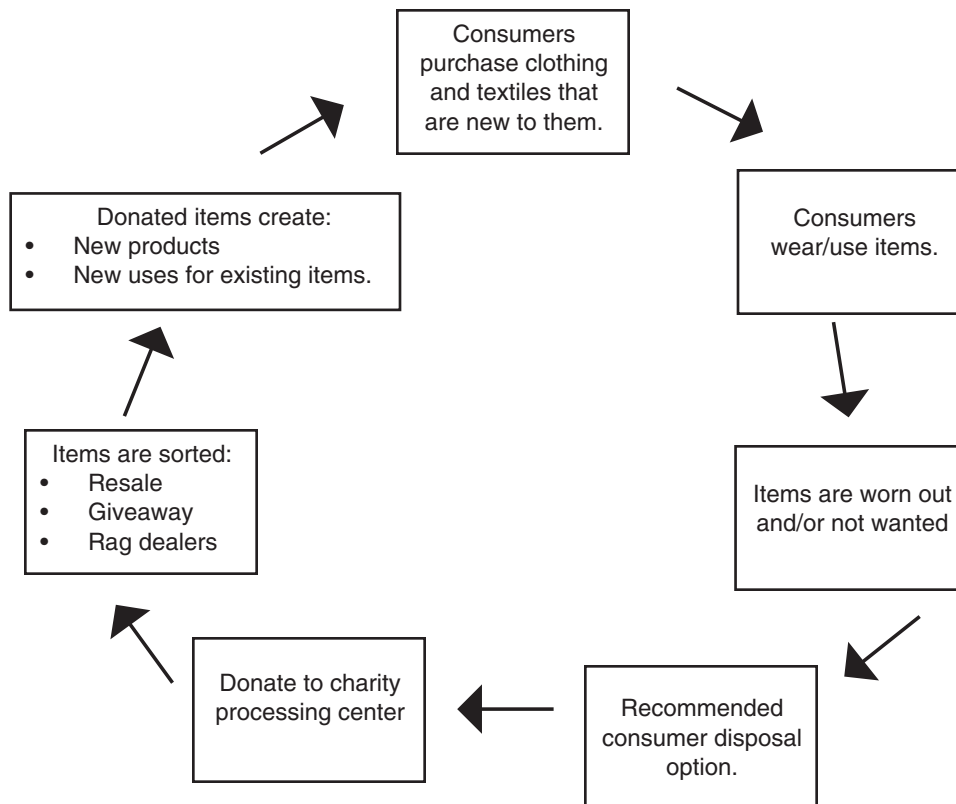 Consumers
purchase clothing
and textiles that
are new to them.
Consumers
wear/use items.
Items are worn out
and/or not wanted
Recommended
consumer disposal
option.
Donate to charity
processing center
Items are sorted:
• Resale
• Giveaway
• Rag dealers
Donated items create:
• New products
• New uses for existing items.